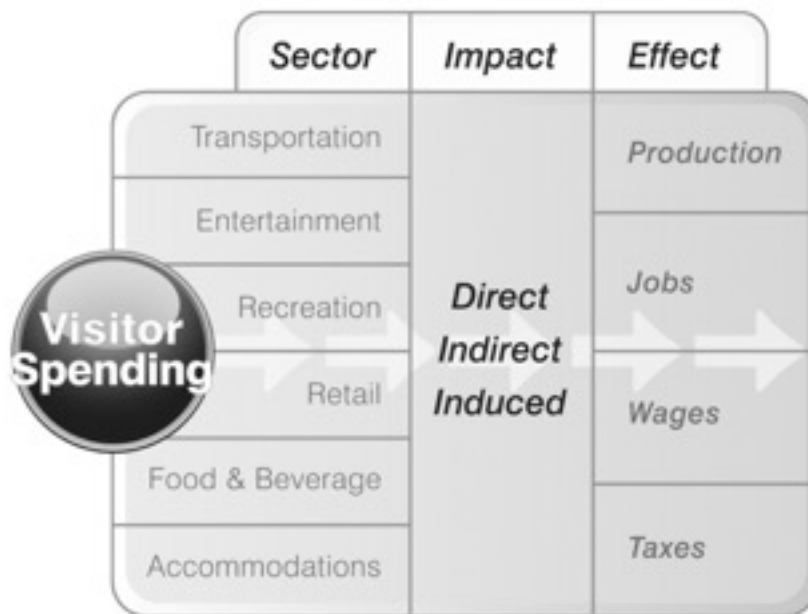 Sector Impact Effect
Transportation
Entertainment
Recreation
Retail
Food & Beverage
Accommodations
Visitor
Spending
Direct
Indirect
Induced
Production
Jobs
Wages
Taxes